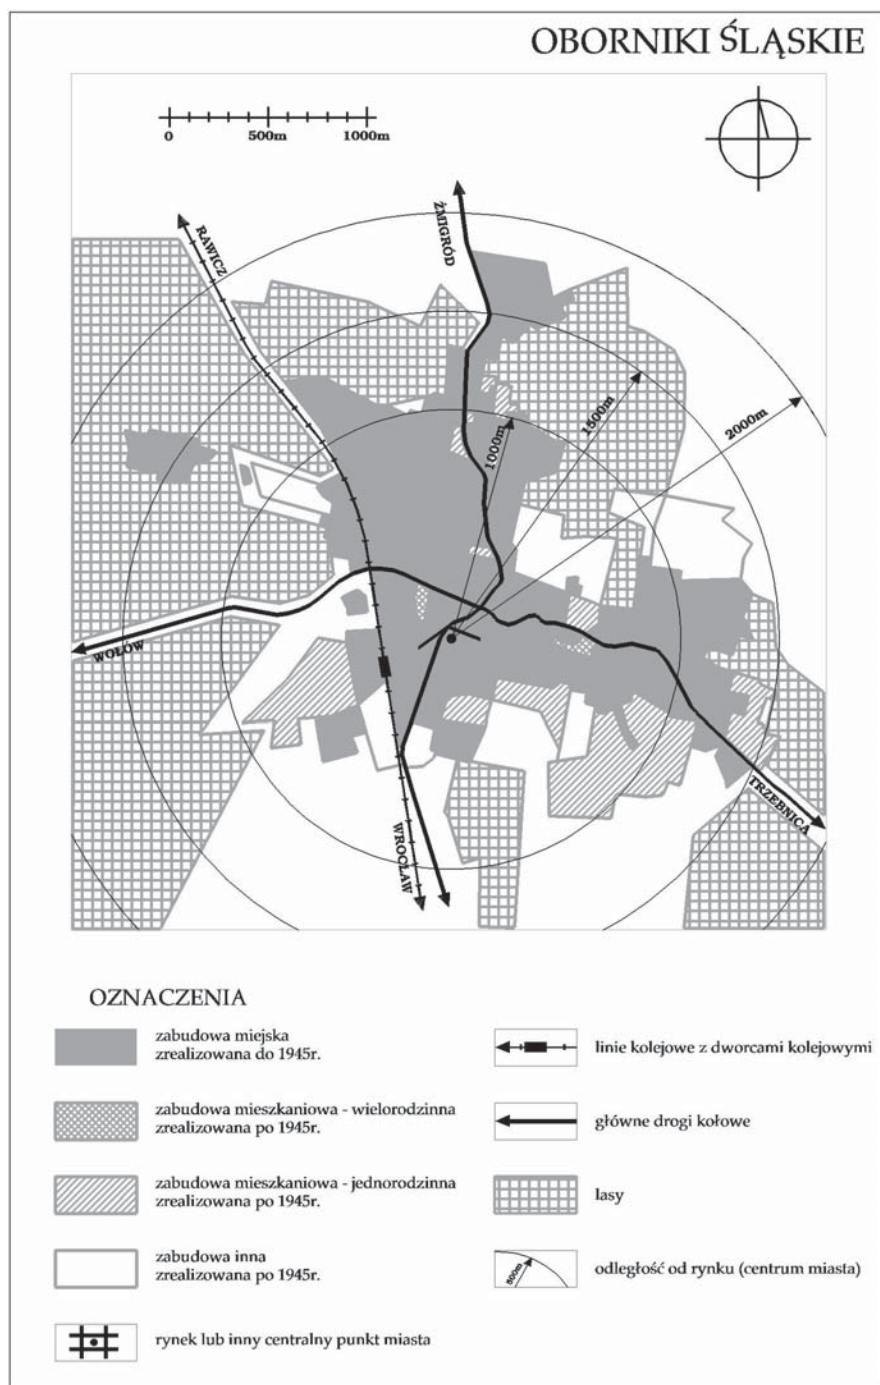 OBORNIKI ŚLĄSKIE
0 500m 1000m
RAWICZ
ŻMIGRÓD
1000m
1500m
2000m
WOŁÓW
WROCŁAW
TRZEBNICA
OZNACZENIA
zabudowa miejska
zrealizowana do 1945r.
zabudowa mieszkaniowa - wielorodzinna
zrealizowana po 1945r.
zabudowa mieszkaniowa - jednorodzinna
zrealizowana po 1945r.
zabudowa inna
zrealizowana po 1945r.
rynek lub inny centralny punkt miasta
linie kolejowe z dworcami kolejowymi
główne drogi kołowe
lasy
500m
odległość od rynku (centrum miasta)